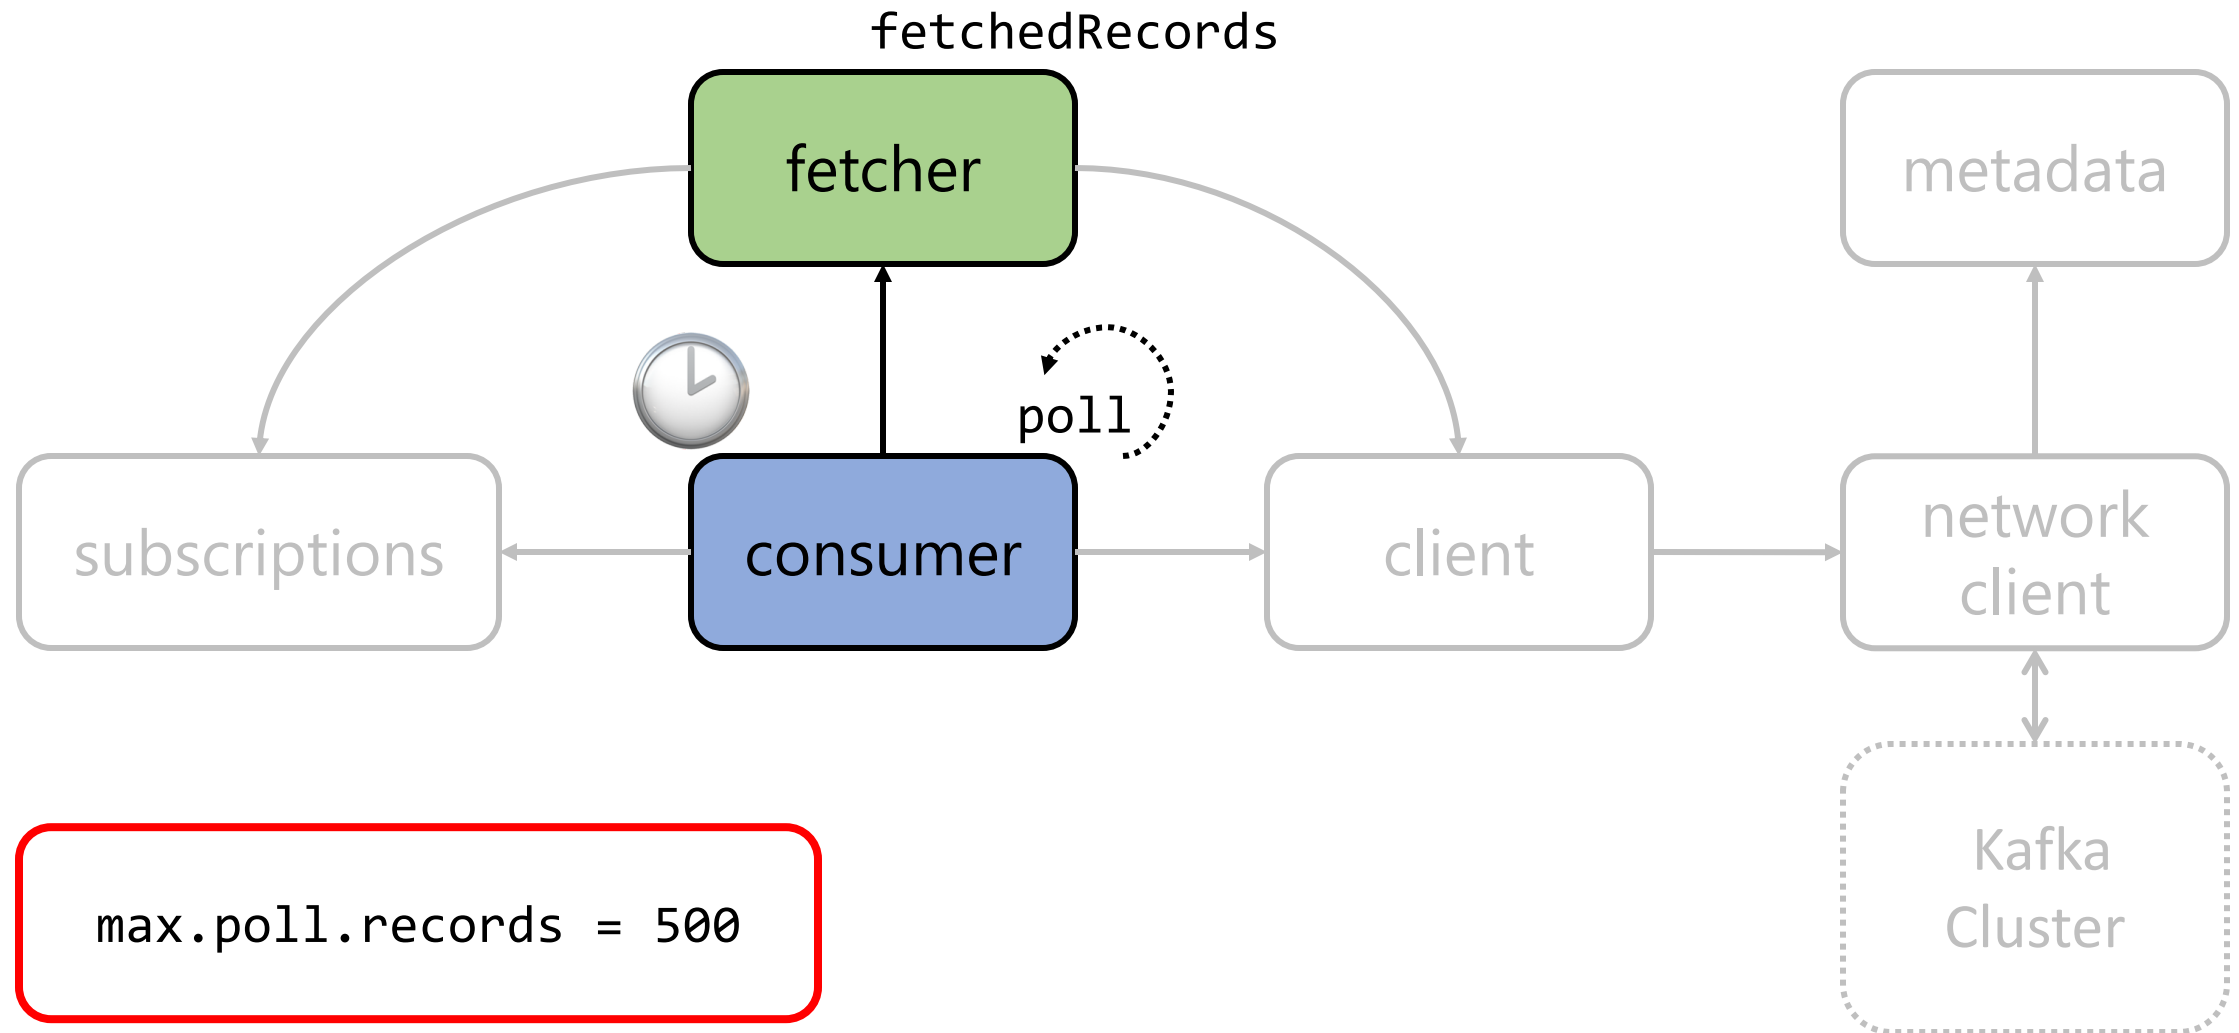 fetchedRecords
fetcher
metadata
poll
subscriptions
consumer
client
network
client
max.poll.records = 500
Kafka
Cluster